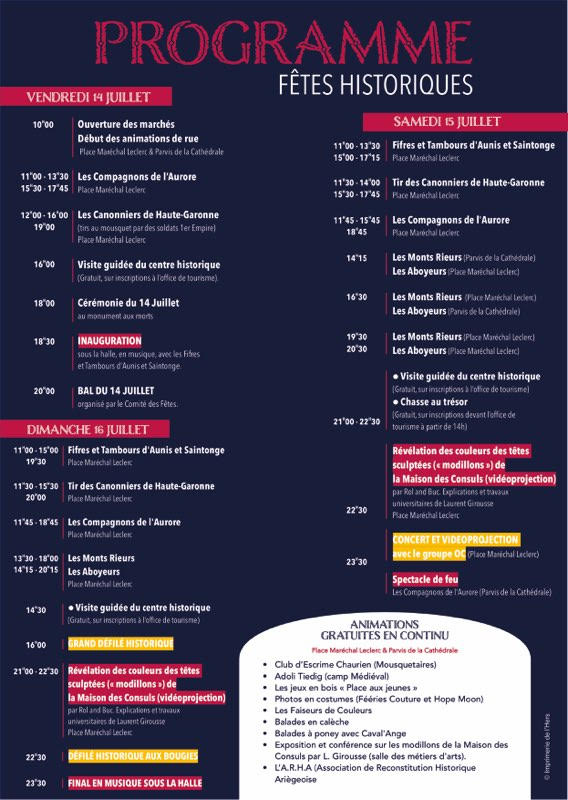 PROGRAMME
FÊTES HISTORIQUES
VENDREDI 14 JUILLET
10H00
Ouverture des marchés
Début des animations de rue
Place Maréchal Leclerc & Parvis de la Cathédrale
11H00 - 13H30
15H30 - 17H45
Les Compagnons de l'Aurore
Place Maréchal Leclerc
12H00 - 16H00
19H00
Les Canonniers de Haute-Garonne
(tirs au mousquet par des soldats 1er Empire)
Place Maréchal Leclerc
16H00
Visite guidée du centre historique
(Gratuit, sur inscriptions à l'office de tourisme).
18H00
Cérémonie du 14 Juillet
au monument aux morts
18H30
INAUGURATION
sous la halle, en musique, avec les Fifres
et Tambours d'Aunis et Saintonge.
20H00
BAL DU 14 JUILLET
organisé par le Comité des Fêtes.
DIMANCHE 16 JUILLET
11H00 - 15H00
19H30
Fifres et Tambours d'Aunis et Saintonge
Place Maréchal Leclerc
11H30 - 15H30
20H00
Tir des Canonniers de Haute-Garonne
Place Maréchal Leclerc
11H45 - 18H45
Les Compagnons de l'Aurore
Place Maréchal Leclerc
13H30 - 18H00
14H15 - 20H15
Les Monts Rieurs
Les Aboyeurs
Place Maréchal Leclerc
14H30
● Visite guidée du centre historique
(Gratuit, sur inscriptions à l'office de tourisme)
16H00
GRAND DÉFILÉ HISTORIQUE
21H00 - 22H30
Révélation des couleurs des têtes
sculptées (« modillons ») de
la Maison des Consuls (vidéoprojection)
par Rol and Buc. Explications et travaux
universitaires de Laurent Girousse
Place Maréchal Leclerc
22H30
DÉFILÉ HISTORIQUE AUX BOUGIES
23H30
FINAL EN MUSIQUE SOUS LA HALLE
SAMEDI 15 JUILLET
11H00 - 13H30
15H00 - 17H15
Fifres et Tambours d'Aunis et Saintonge
Place Maréchal Leclerc
11H30 - 14H00
15H30 - 17H45
Tir des Canonniers de Haute-Garonne
Place Maréchal Leclerc
11H45 - 15H45
18H45
Les Compagnons de l'Aurore
Place Maréchal Leclerc
14H15
Les Monts Rieurs (Parvis de la Cathédrale)
Les Aboyeurs (Place Maréchal Leclerc)
16H30
Les Monts Rieurs (Place Maréchal Leclerc)
Les Aboyeurs (Parvis de la Cathédrale)
19H30
20H30
Les Monts Rieurs (Place Maréchal Leclerc)
Les Aboyeurs (Place Maréchal Leclerc)
21H00 - 22H30
● Visite guidée du centre historique
(Gratuit, sur inscriptions à l'office de tourisme)
● Chasse au trésor
(Gratuit, sur inscriptions devant l'office de
tourisme à partir de 14h)
22H30
Révélation des couleurs des têtes
sculptées (« modillons ») de
la Maison des Consuls (vidéoprojection)
par Rol and Buc. Explications et travaux
universitaires de Laurent Girousse
Place Maréchal Leclerc
23H30
CONCERT ET VIDEOPROJECTION
avec le groupe OC (Place Maréchal Leclerc)
Spectacle de feu
Les Compagnons de l'Aurore (Parvis de la Cathédrale)
ANIMATIONS
GRATUITES EN CONTINU
Place Maréchal Leclerc & Parvis de la Cathédrale
• Club d'Escrime Chaurien (Mousquetaires)
• Adoli Tiedig (camp Médiéval)
• Les jeux en bois « Place aux jeunes »
• Photos en costumes (Fééries Couture et Hope Moon)
• Les Faiseurs de Couleurs
• Balades en calèche
• Balades à poney avec Caval'Ange
• Exposition et conférence sur les modillons de la Maison des
Consuls par L. Girousse (salle des métiers d'arts).
• L'A.R.H.A (Association de Reconstitution Historique
Ariégeoise
© Imprimerie de l'Hers